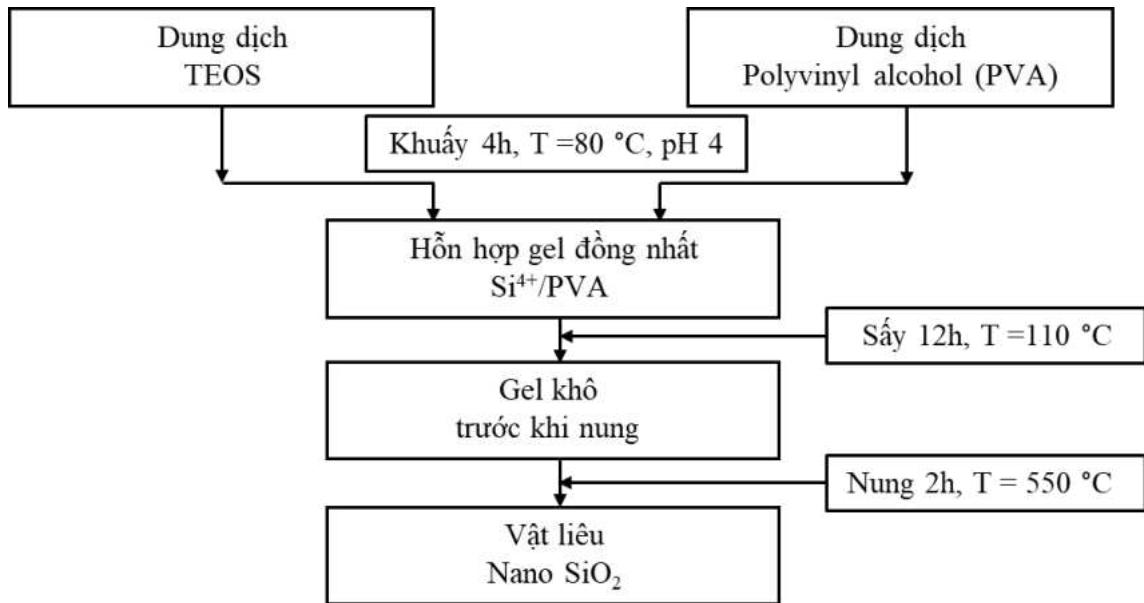 Dung dịch
TEOS
Dung dịch
Polyvinyl alcohol (PVA)
Khuấy 4h, T =80 °C, pH 4
Hỗn hợp gel đồng nhất
Si⁴⁺/PVA
Sấy 12h, T =110 °C
Gel khô
trước khi nung
Nung 2h, T = 550 °C
Vật liêu
Nano SiO₂